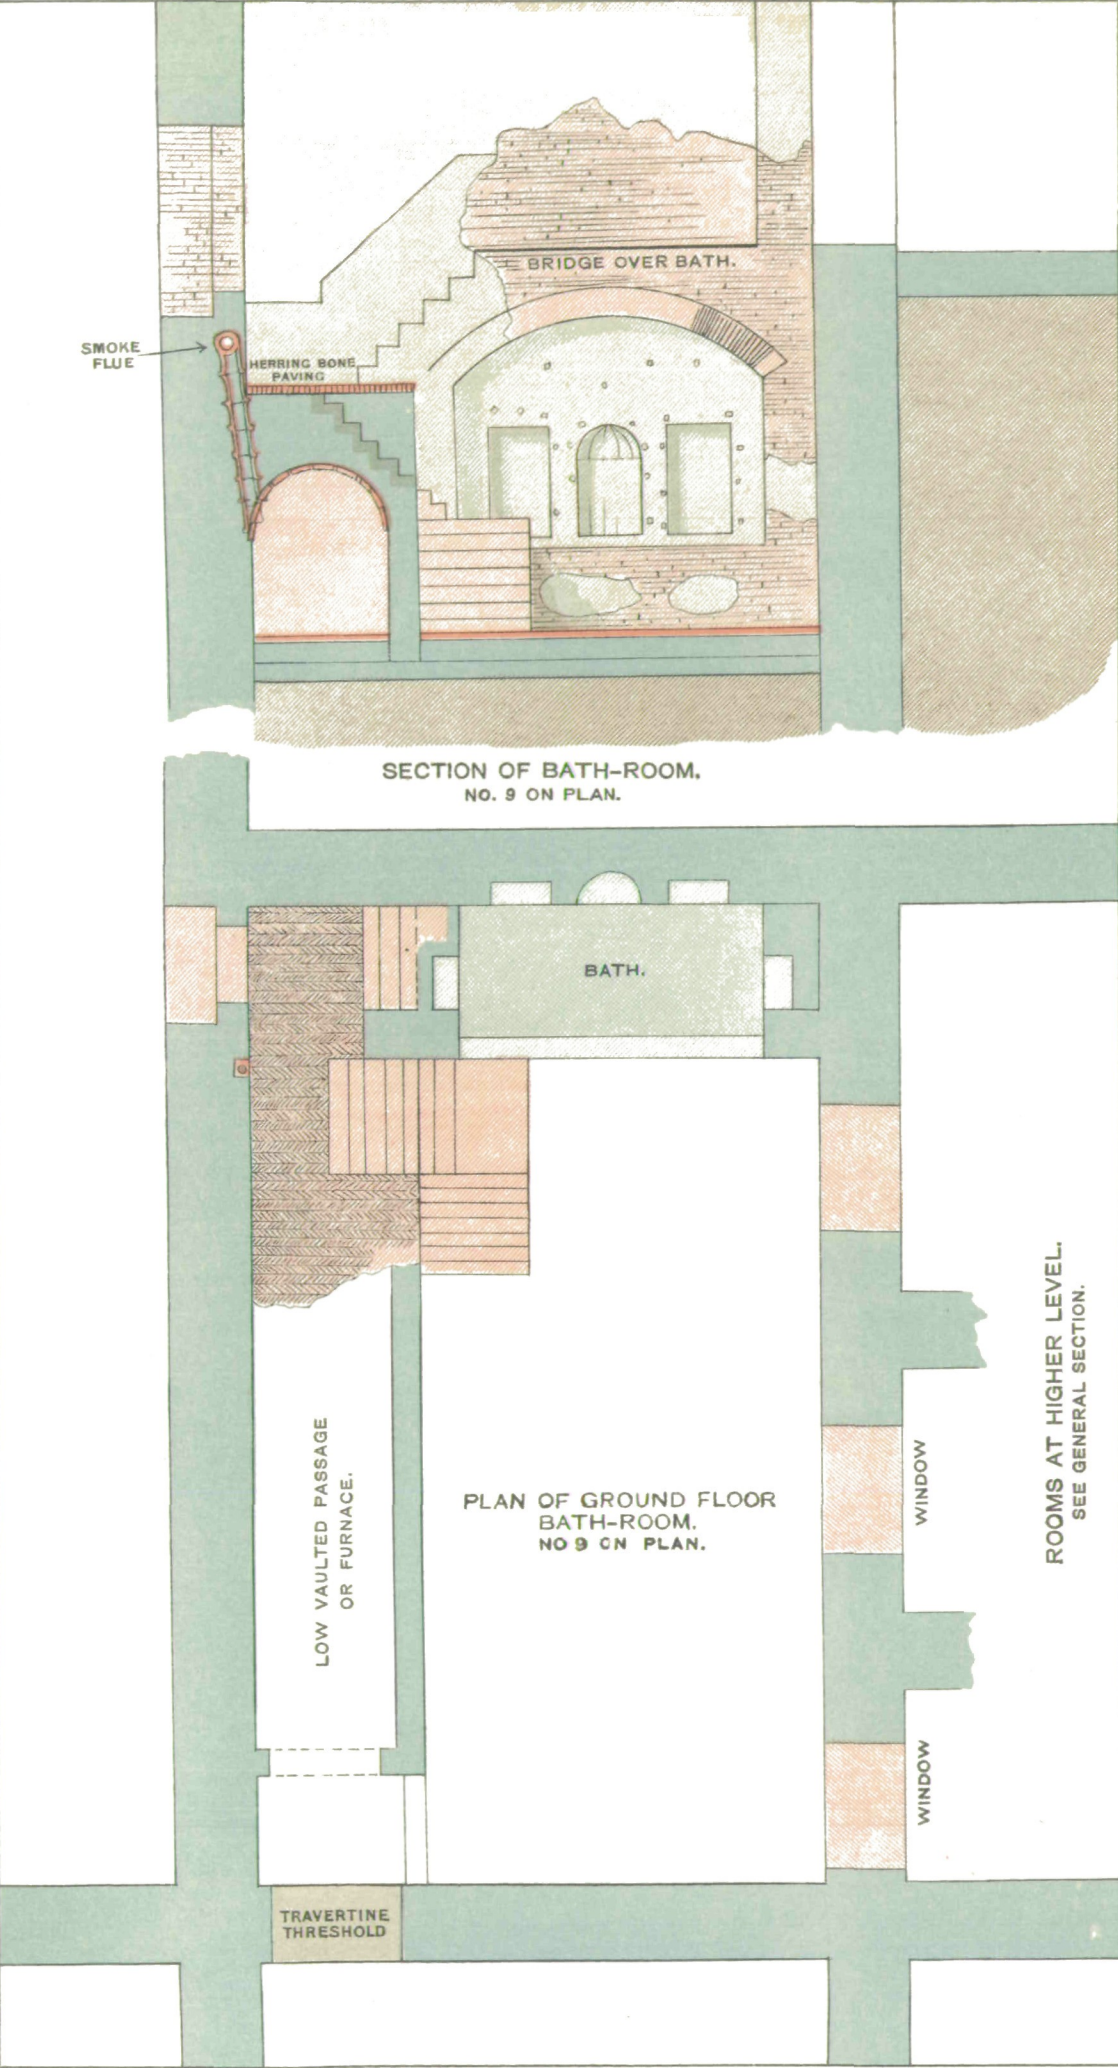 BRIDGE OVER BATH.
SMOKE
FLUE
HERRING BONE
PAVING
SECTION OF BATH-ROOM.
NO. 9 ON PLAN.
BATH.
LOW VAULTED PASSAGE
OR FURNACE.
PLAN OF GROUND FLOOR
BATH-ROOM.
NO 9 ON PLAN.
WINDOW
WINDOW
ROOMS AT HIGHER LEVEL.
SEE GENERAL SECTION.
TRAVERTINE
THRESHOLD